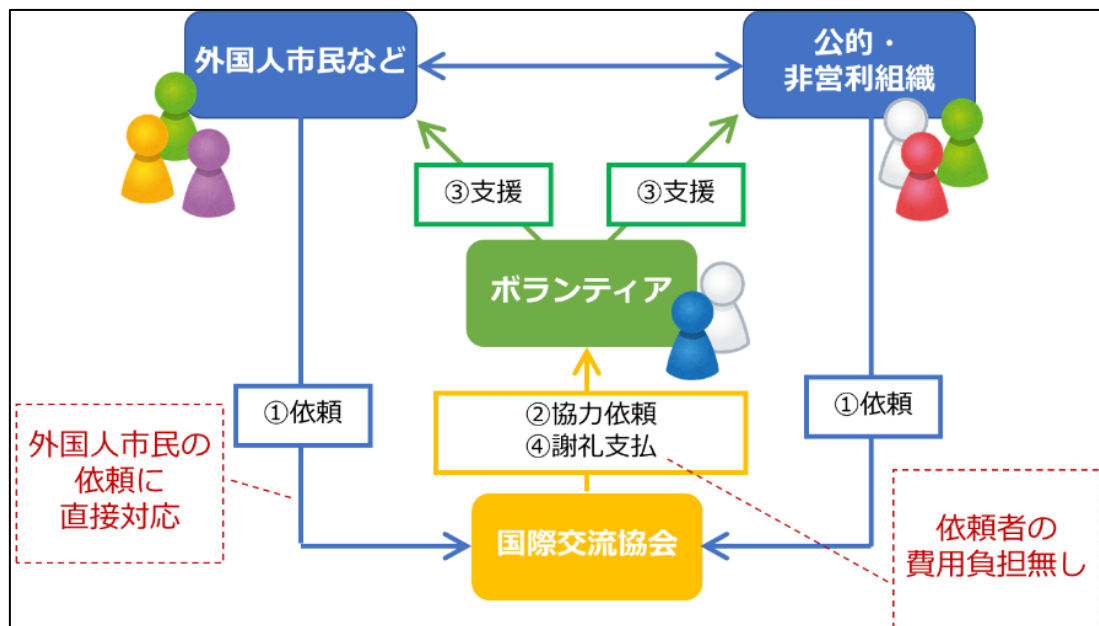 外国人市民など
公的・
非営利組織
③支援
③支援
ボランティア
①依頼
②協力依頼
④謝礼支払
①依頼
外国人市民の
依頼に
直接対応
国際交流協会
依頼者の
費用負担無し